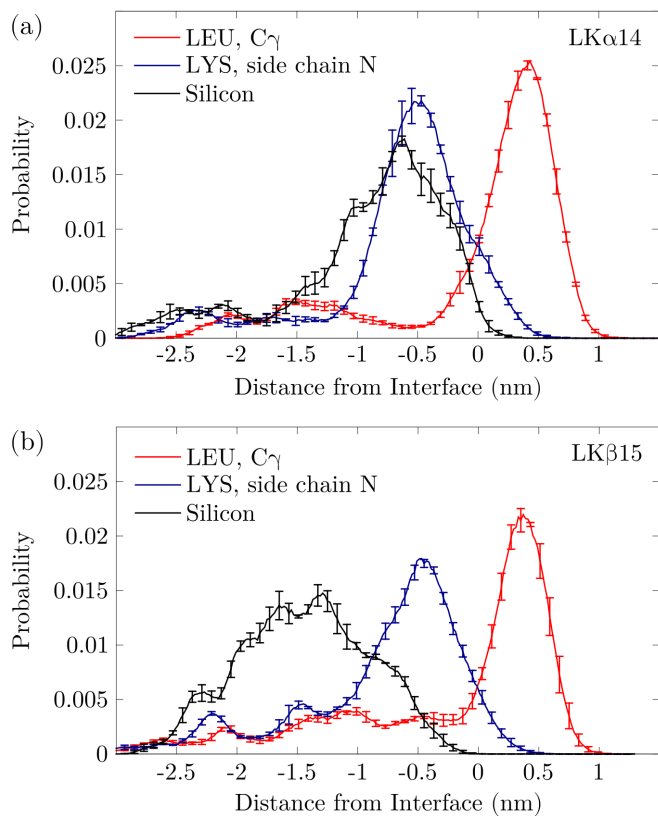 (a)
LEU, Cγ
LYS, side chain N
Silicon
LKα14
Probability
0.025
0.02
0.015
0.01
0.005
0
-2.5 -2 -1.5 -1 -0.5 0 0.5 1
Distance from Interface (nm)
(b)
LEU, Cγ
LYS, side chain N
Silicon
LKβ15
Probability
0.025
0.02
0.015
0.01
0.005
0
-2.5 -2 -1.5 -1 -0.5 0 0.5 1
Distance from Interface (nm)